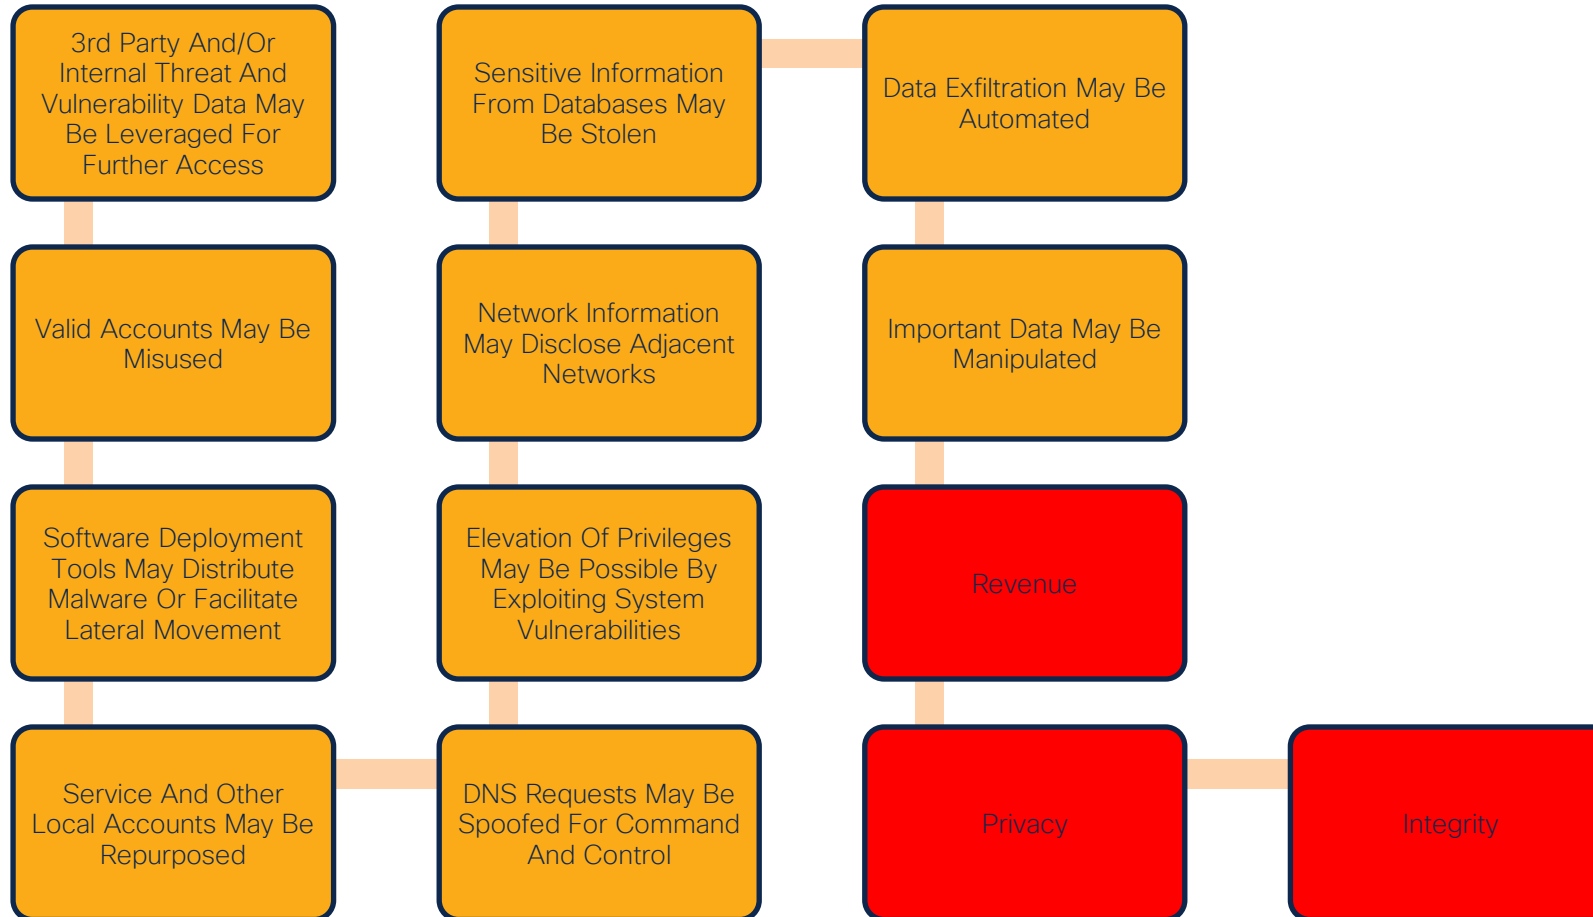 3rd Party And/Or
Internal Threat And
Vulnerability Data May
Be Leveraged For
Further Access
Valid Accounts May Be
Misused
Software Deployment
Tools May Distribute
Malware Or Facilitate
Lateral Movement
Service And Other
Local Accounts May Be
Repurposed
DNS Requests May Be
Spoofed For Command
And Control
Elevation Of Privileges
May Be Possible By
Exploiting System
Vulnerabilities
Network Information
May Disclose Adjacent
Networks
Sensitive Information
From Databases May
Be Stolen
Data Exfiltration May Be
Automated
Important Data May Be
Manipulated
Revenue
Privacy
Integrity